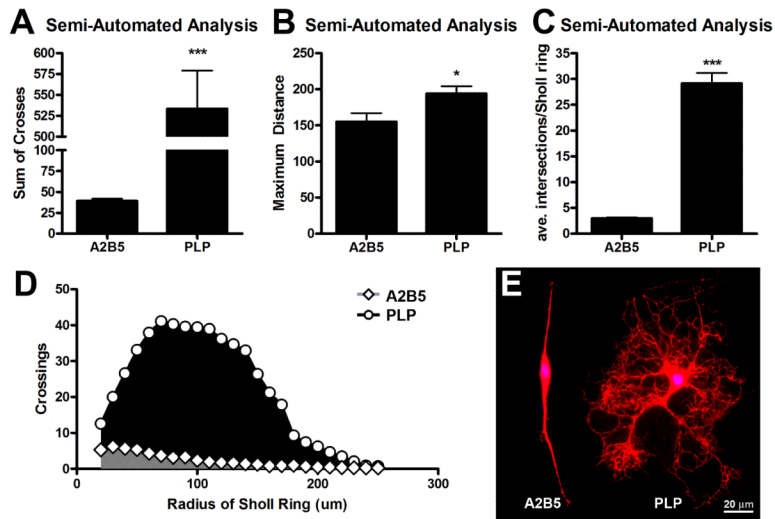 A Semi-Automated Analysis
Sum of Crosses
600
575
550
525
500
100
75
50
25
0
***
A2B5 PLP
B Semi-Automated Analysis
Maximum Distance
250
200
150
100
50
0
*
A2B5 PLP
C Semi-Automated Analysis
ave. intersections/Sholl ring
35
30
25
20
15
10
5
0
***
A2B5 PLP
D
A2B5
PLP
Crossings
50
40
30
20
10
0
0 100 200 300
Radius of Sholl Ring (um)
E
A2B5 PLP
20 µm